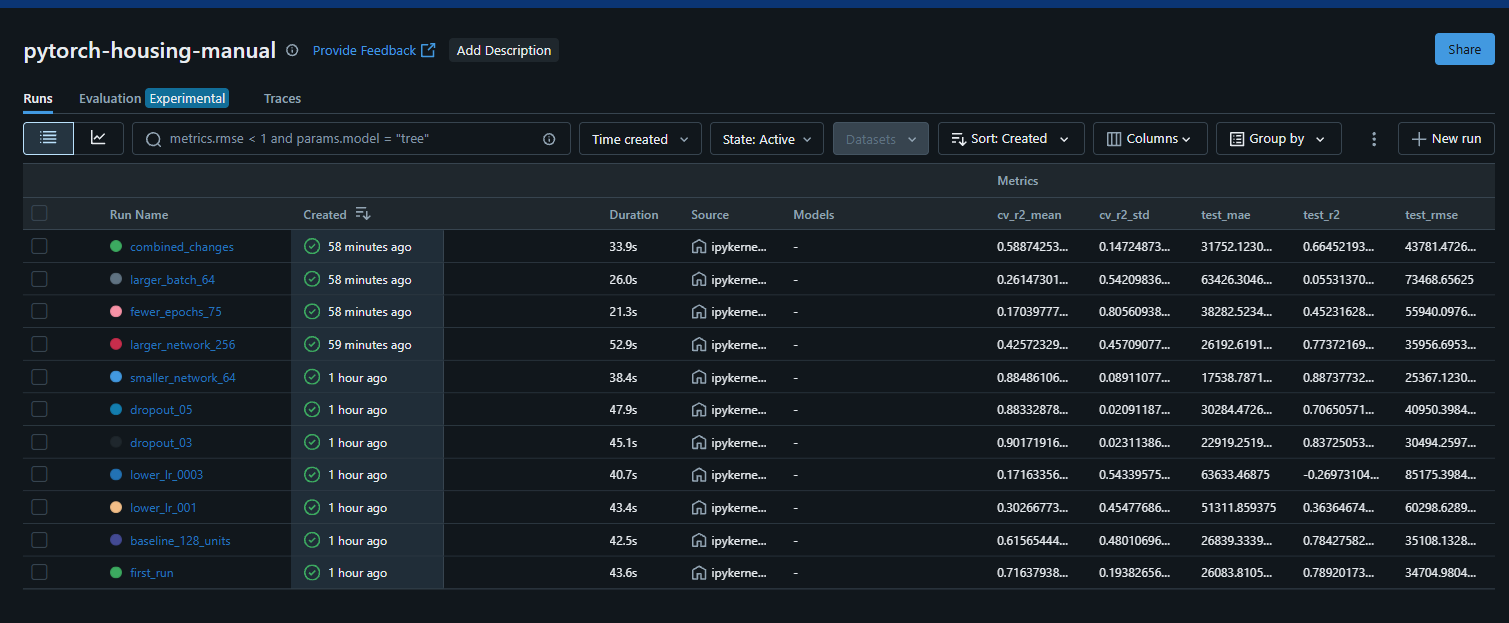 pytorch-housing-manual Provide Feedback Add Description Share
Runs Evaluation Experimental Traces
metrics.rmse < 1 and params.model = "tree" Time created State: Active Datasets Sort: Created Columns Group by New run
Metrics
Run Name Created Duration Source Models cv_r2_mean cv_r2_std test_mae test_r2 test_rmse
combined_changes 58 minutes ago 33.9s ipykerne... - 0.58874253... 0.14724873... 31752.1230... 0.66452193... 43781.4726...
larger_batch_64 58 minutes ago 26.0s ipykerne... - 0.26147301... 0.54209836... 63426.3046... 0.05531370... 73468.65625
fewer_epochs_75 58 minutes ago 21.3s ipykerne... - 0.17039777... 0.80560938... 38282.5234... 0.45231628... 55940.0976...
larger_network_256 59 minutes ago 52.9s ipykerne... - 0.42572329... 0.45709077... 26192.6191... 0.77372169... 35956.6953...
smaller_network_64 1 hour ago 38.4s ipykerne... - 0.88486106... 0.08911077... 17538.7871... 0.88737732... 25367.1230...
dropout_05 1 hour ago 47.9s ipykerne... - 0.88332878... 0.02091187... 30284.4726... 0.70650571... 40950.3984...
dropout_03 1 hour ago 45.1s ipykerne... - 0.90171916... 0.02311386... 22919.2519... 0.83725053... 30494.2597...
lower_lr_0003 1 hour ago 40.7s ipykerne... - 0.17163356... 0.54339575... 63633.46875 -0.26973104... 85175.3984...
lower_lr_001 1 hour ago 43.4s ipykerne... - 0.30266773... 0.45477686... 51311.859375 0.36364674... 60298.6289...
baseline_128_units 1 hour ago 42.5s ipykerne... - 0.61565444... 0.48010696... 26839.3339... 0.78427582... 35108.1328...
first_run 1 hour ago 43.6s ipykerne... - 0.71637938... 0.19382656... 26083.8105... 0.78920173... 34704.9804...